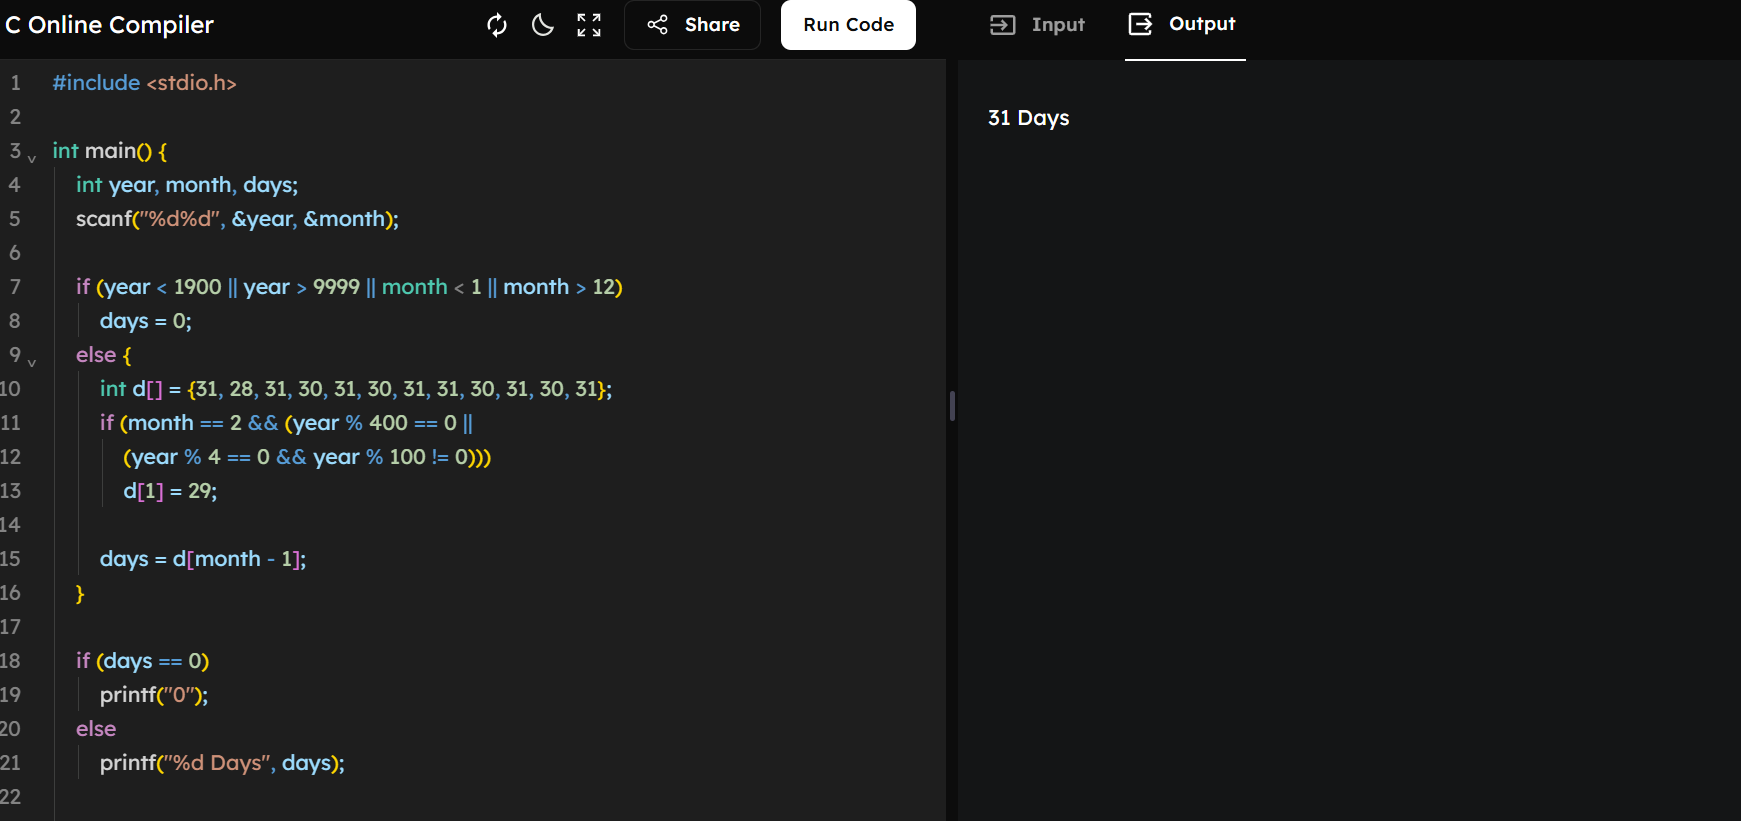 C Online Compiler
Share
Run Code
Input
Output
1 #include <stdio.h>
2
3 int main() {
4 int year, month, days;
5 scanf("%d%d", &year, &month);
6
7 if (year < 1900 || year > 9999 || month < 1 || month > 12)
8 days = 0;
9 else {
10 int d[] = {31, 28, 31, 30, 31, 30, 31, 31, 30, 31, 30, 31};
11 if (month == 2 && (year % 400 == 0 ||
12 (year % 4 == 0 && year % 100 != 0)))
13 d[1] = 29;
14
15 days = d[month - 1];
16 }
17
18 if (days == 0)
19 printf("0");
20 else
21 printf("%d Days", days);
22
31 Days